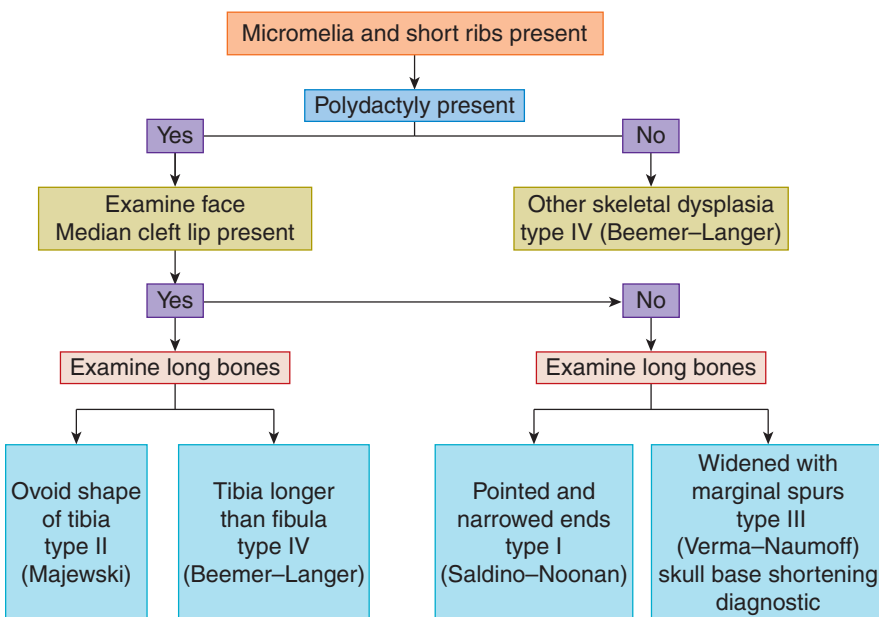 Micromelia and short ribs present
Polydactyly present
Yes
No
Examine face
Median cleft lip present
Other skeletal dysplasia
type IV (Beemer–Langer)
Yes
No
Examine long bones
Examine long bones
Ovoid shape
of tibia
type II
(Majewski)
Tibia longer
than fibula
type IV
(Beemer–Langer)
Pointed and
narrowed ends
type I
(Saldino–Noonan)
Widened with
marginal spurs
type III
(Verma–Naumoff)
skull base shortening
diagnostic